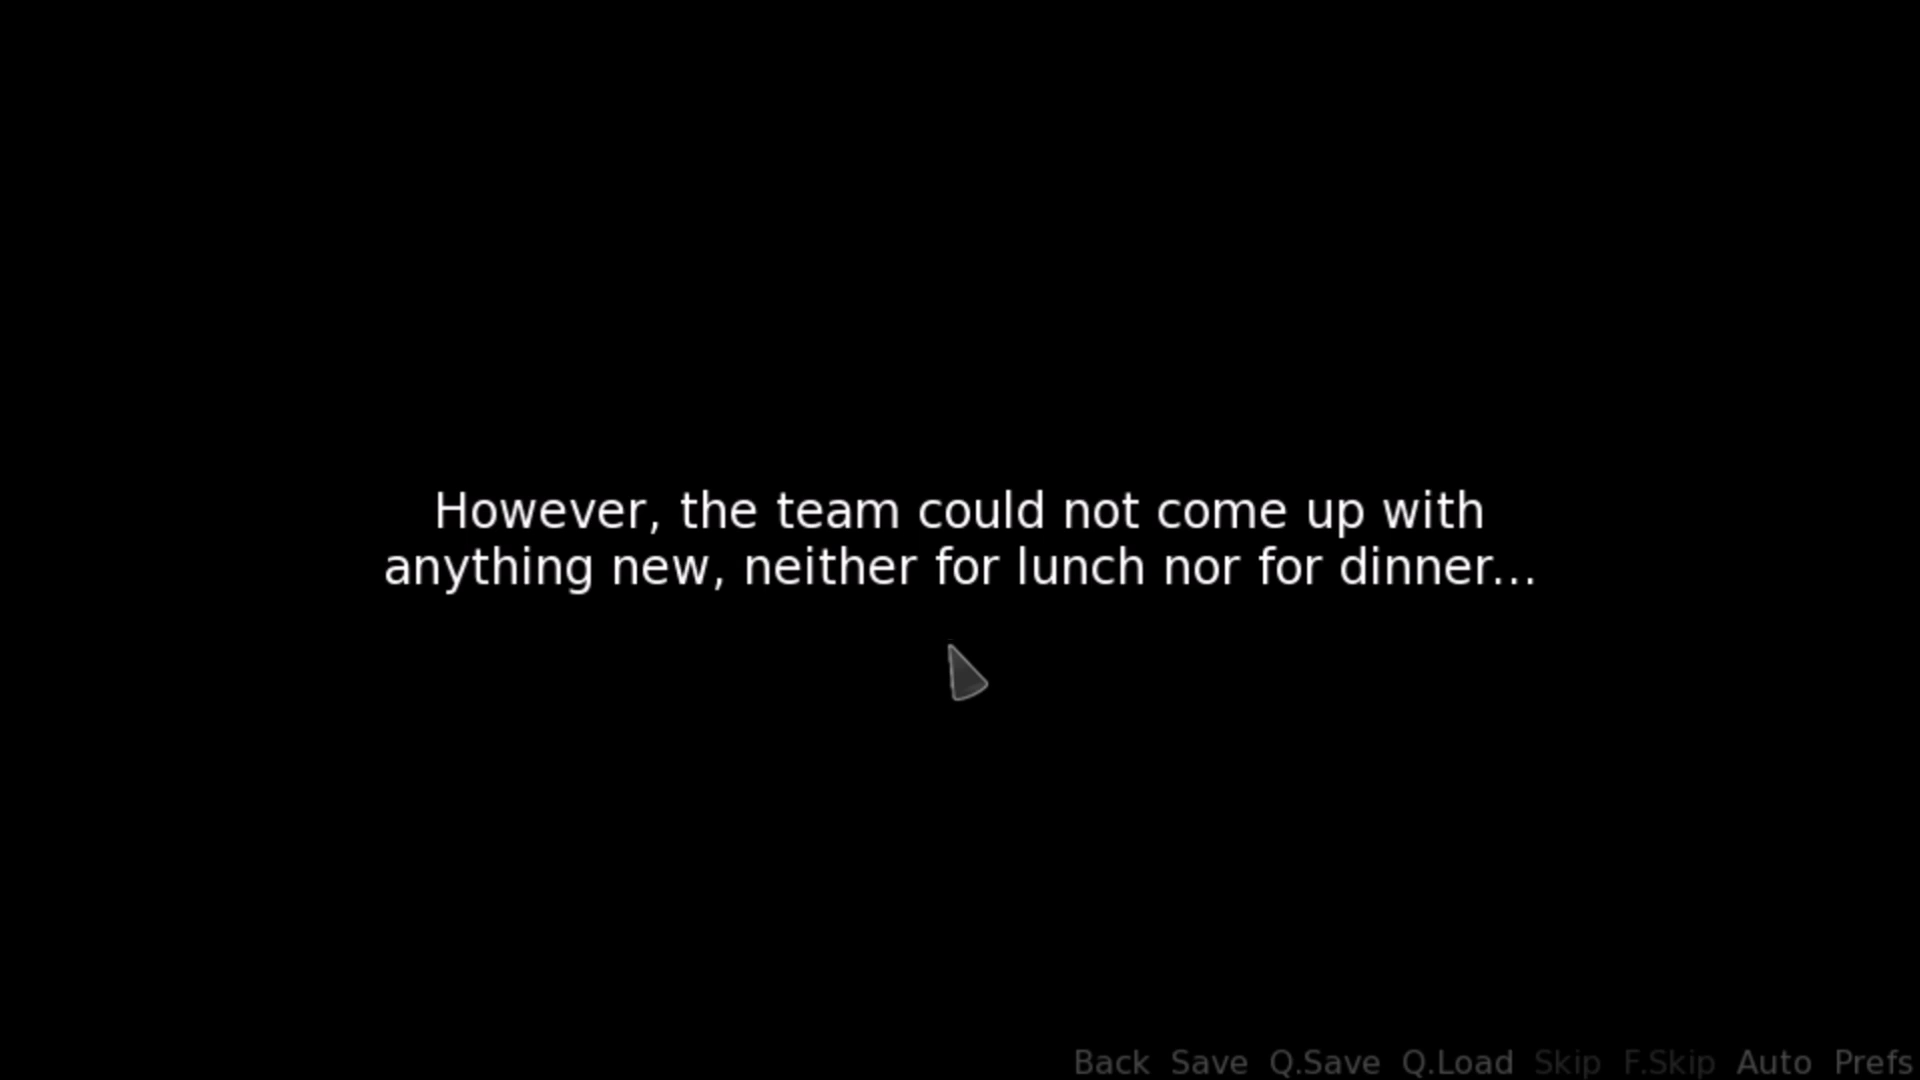 However, the team could not come up with
anything new, neither for lunch nor for dinner...
Back Save Q.Save Q.Load Skip F.Skip Auto Prefs